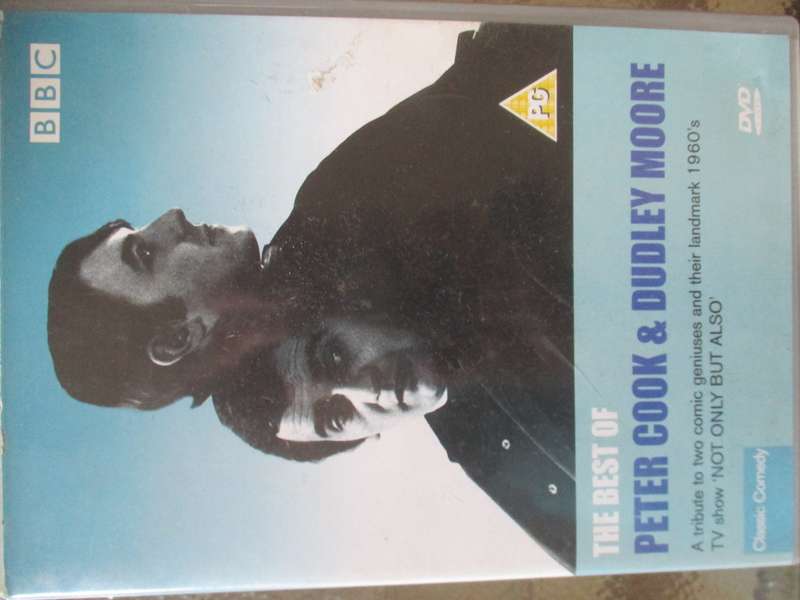 BBC
PG
THE BEST OF
PETER COOK & DUDLEY MOORE
A tribute to two comic geniuses and their landmark 1960's
TV show 'NOT ONLY BUT ALSO'
Classic Comedy
DVD